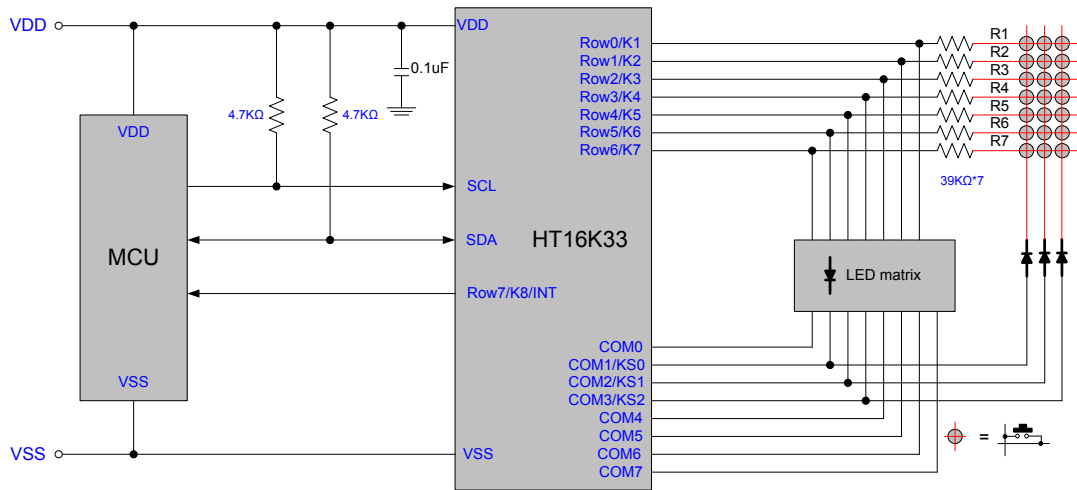 VDD
VDD
0.1uF
4.7KΩ
4.7KΩ
VDD
MCU
VSS
VSS
SCL
SDA
Row7/K8/INT
HT16K33
VSS
Row0/K1
Row1/K2
Row2/K3
Row3/K4
Row4/K5
Row5/K6
Row6/K7
R1
R2
R3
R4
R5
R6
R7
39KΩ*7
LED matrix
COM0
COM1/KS0
COM2/KS1
COM3/KS2
COM4
COM5
COM6
COM7
=